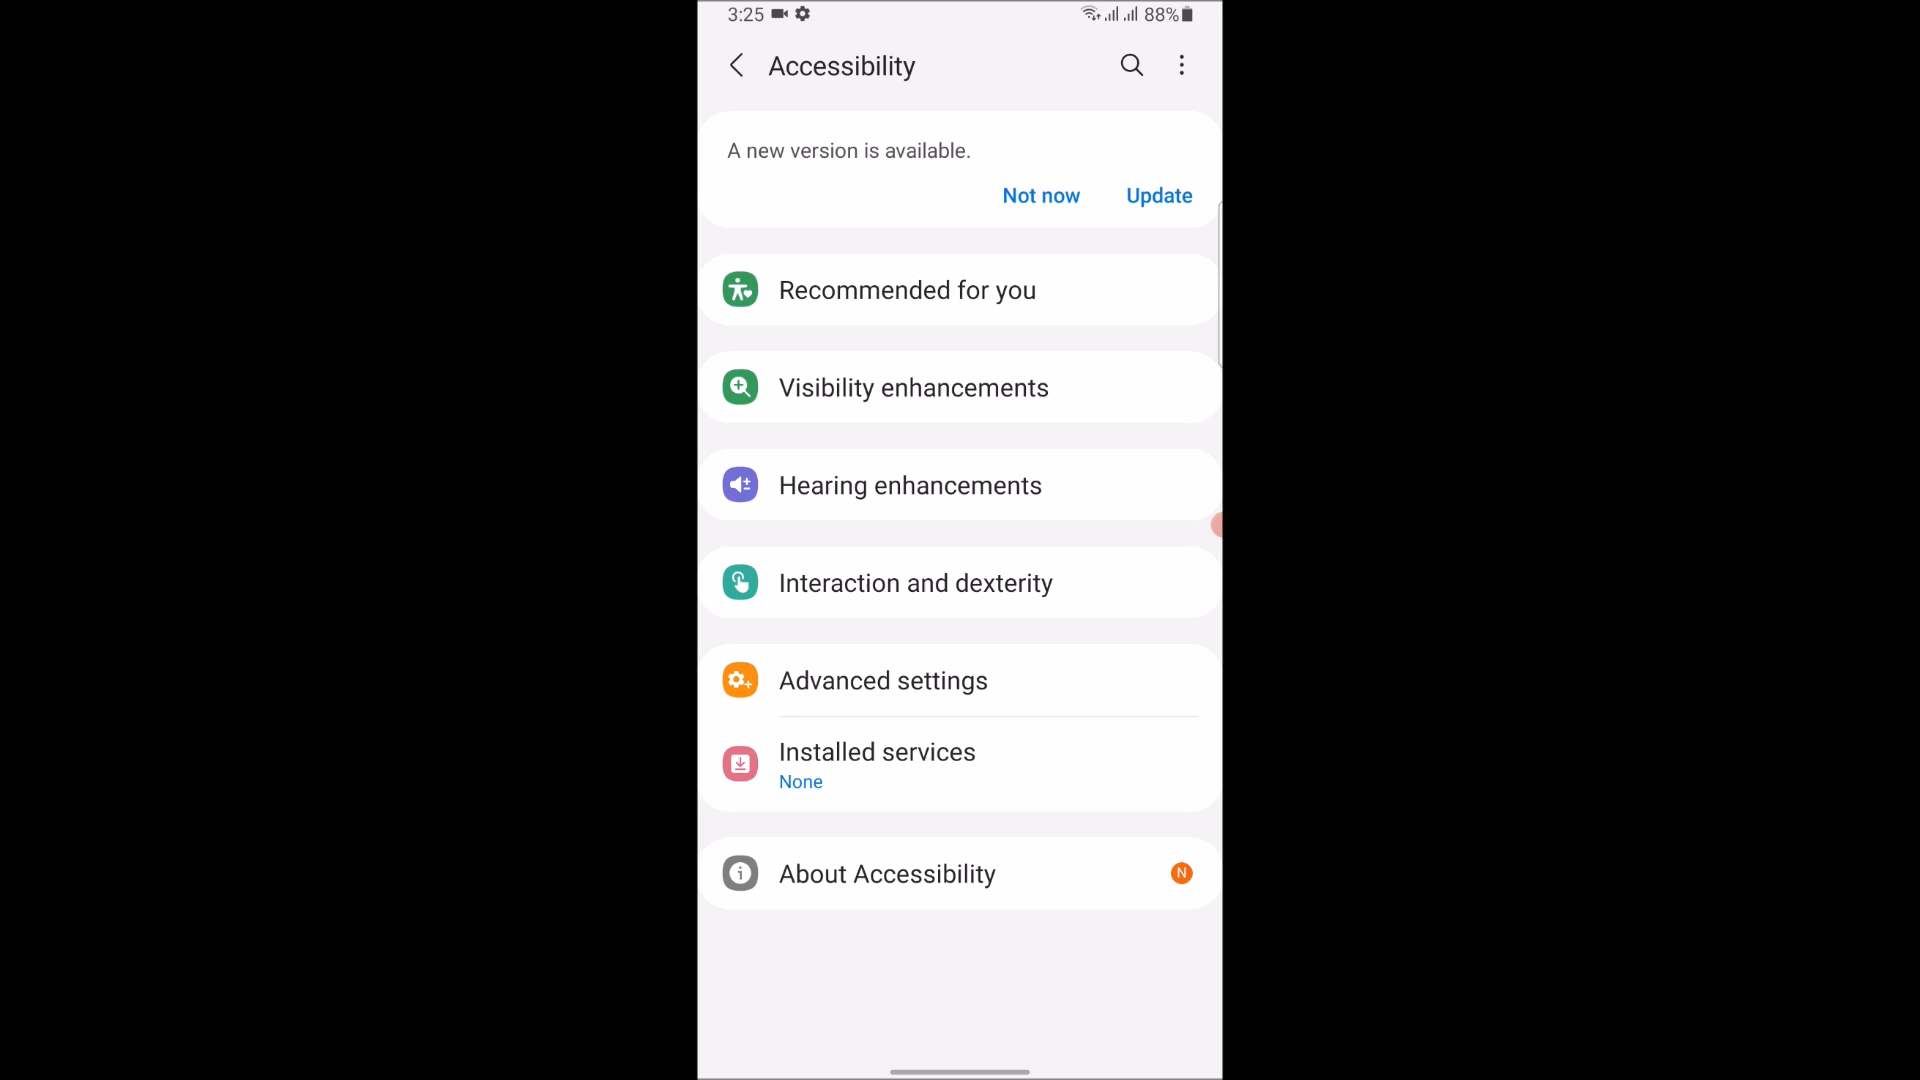 3:25 88%
Accessibility
A new version is available.
Not now Update
Recommended for you
Visibility enhancements
Hearing enhancements
Interaction and dexterity
Advanced settings
Installed services
None
About Accessibility N